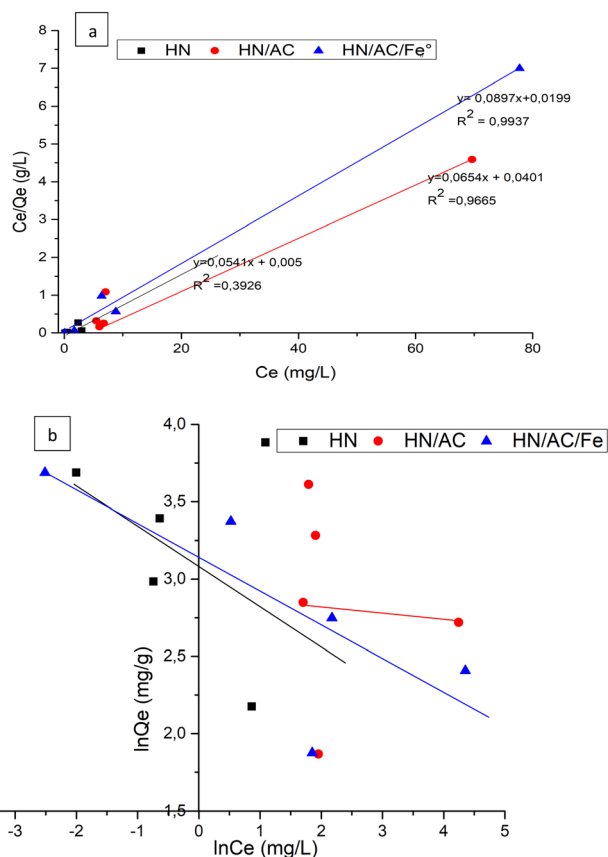 a
HN HN/AC HN/AC/Fe°
8
7
6
5
4
3
2
1
0
Ce/Qe (g/L)
y= 0,0897x+0,0199
R² = 0,9937
y=0,0654x + 0,0401
R² =0,9665
y=0,0541x + 0,005
R² =0,3926
0 20 40 60 80
Ce (mg/L)
b
HN HN/AC HN/AC/Fe
4,0
3,5
3,0
2,5
2,0
1,5
lnQe (mg/g)
-3 -2 -1 0 1 2 3 4 5
lnCe (mg/L)